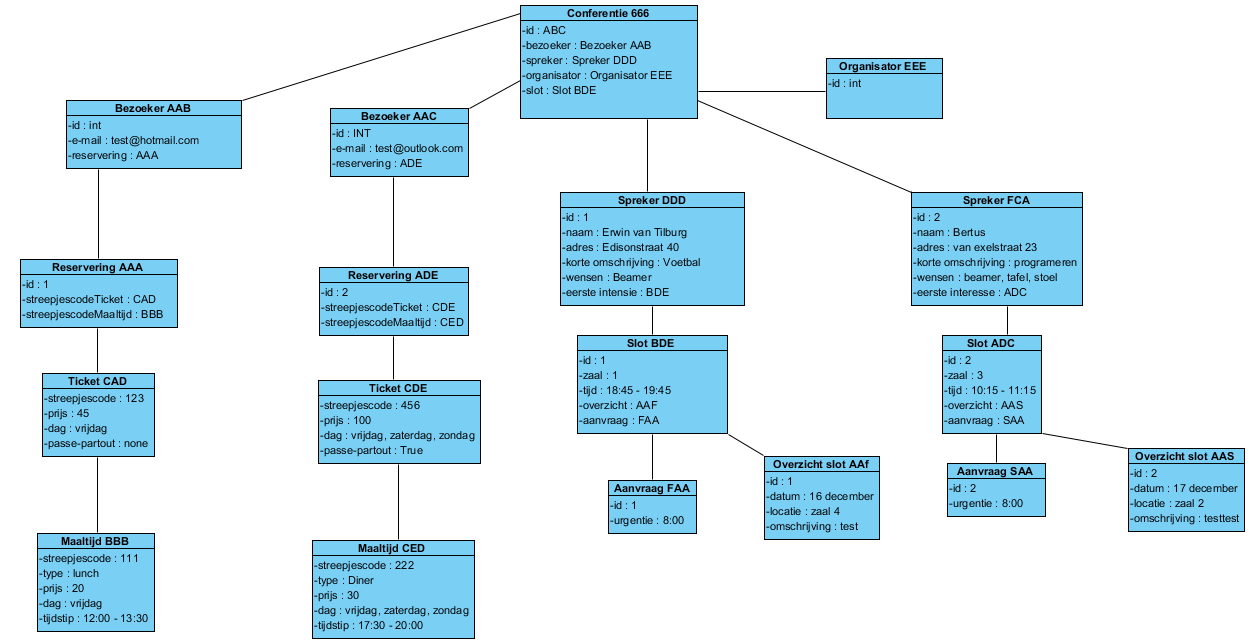 Conferentie 666
-id : ABC
-bezoeker : Bezoeker AAB
-spreker : Spreker DDD
-organisator : Organisator EEE
-slot : Slot BDE
Organisator EEE
-id : int
Bezoeker AAB
-id : int
-e-mail : test@hotmail.com
-reservering : AAA
Bezoeker AAC
-id : INT
-e-mail : test@outlook.com
-reservering : ADE
Spreker DDD
-id : 1
-naam : Erwin van Tilburg
-adres : Edisonstraat 40
-korte omschrijving : Voetbal
-wensen : Beamer
-eerste intensie : BDE
Spreker FCA
-id : 2
-naam : Bertus
-adres : van exelstraat 23
-korte omschrijving : programeren
-wensen : beamer, tafel, stoel
-eerste interesse : ADC
Reservering AAA
-id : 1
-streepjescodeTicket : CAD
-streepjescodeMaaltijd : BBB
Reservering ADE
-id : 2
-streepjescodeTicket : CDE
-streepjescodeMaaltijd : CED
Slot BDE
-id : 1
-zaal : 1
-tijd : 18:45 - 19:45
-overzicht : AAF
-aanvraag : FAA
Slot ADC
-id : 2
-zaal : 3
-tijd : 10:15 - 11:15
-overzicht : AAS
-aanvraag : SAA
Ticket CAD
-streepjescode : 123
-prijs : 45
-dag : vrijdag
-passe-partout : none
Ticket CDE
-streepjescode : 456
-prijs : 100
-dag : vrijdag, zaterdag, zondag
-passe-partout : True
Aanvraag FAA
-id : 1
-urgentie : 8:00
Overzicht slot AAf
-id : 1
-datum : 16 december
-locatie : zaal 4
-omschrijving : test
Aanvraag SAA
-id : 2
-urgentie : 8:00
Overzicht slot AAS
-id : 2
-datum : 17 december
-locatie : zaal 2
-omschrijving : testtest
Maaltijd BBB
-streepjescode : 111
-type : lunch
-prijs : 20
-dag : vrijdag
-tijdstip : 12:00 - 13:30
Maaltijd CED
-streepjescode : 222
-type : Diner
-prijs : 30
-dag : vrijdag, zaterdag, zondag
-tijdstip : 17:30 - 20:00